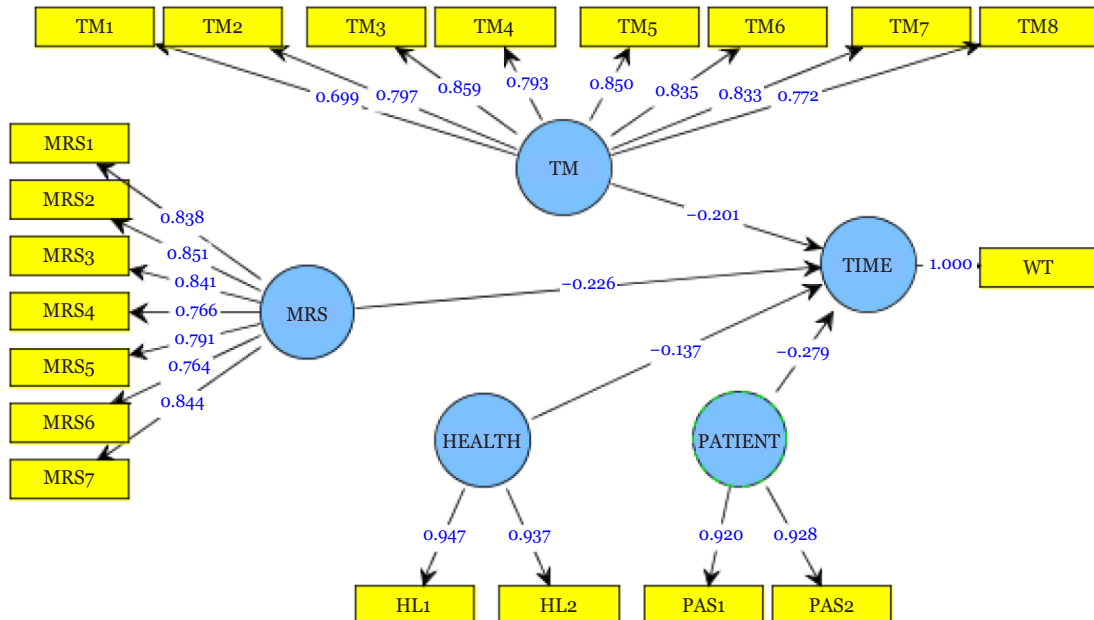 TM1 TM2 TM3 TM4 TM5 TM6 TM7 TM8
0.699 0.797 0.859 0.793 0.850 0.835 0.833 0.772
TM
MRS1
MRS2
MRS3
MRS4
MRS5
MRS6
MRS7
0.838
0.851
0.841
0.766
0.791
0.764
0.844
MRS
−0.201
−0.226
−0.137
−0.279
TIME
1.000
WT
HEALTH
PATIENT
0.947 0.937 0.920 0.928
HL1 HL2 PAS1 PAS2